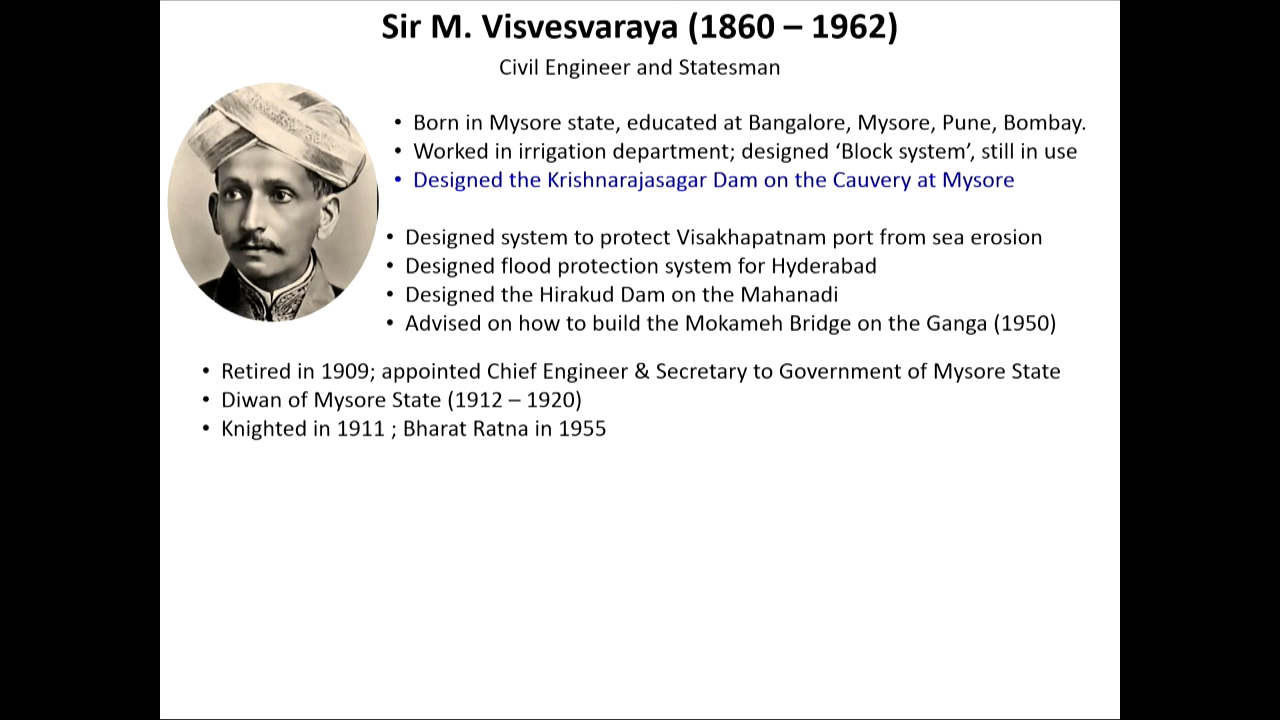 Sir M. Visvesvaraya (1860 – 1962)
Civil Engineer and Statesman
• Born in Mysore state, educated at Bangalore, Mysore, Pune, Bombay.
• Worked in irrigation department; designed ‘Block system’, still in use
• Designed the Krishnarajasagar Dam on the Cauvery at Mysore
• Designed system to protect Visakhapatnam port from sea erosion
• Designed flood protection system for Hyderabad
• Designed the Hirakud Dam on the Mahanadi
• Advised on how to build the Mokameh Bridge on the Ganga (1950)
• Retired in 1909; appointed Chief Engineer & Secretary to Government of Mysore State
• Diwan of Mysore State (1912 – 1920)
• Knighted in 1911 ; Bharat Ratna in 1955